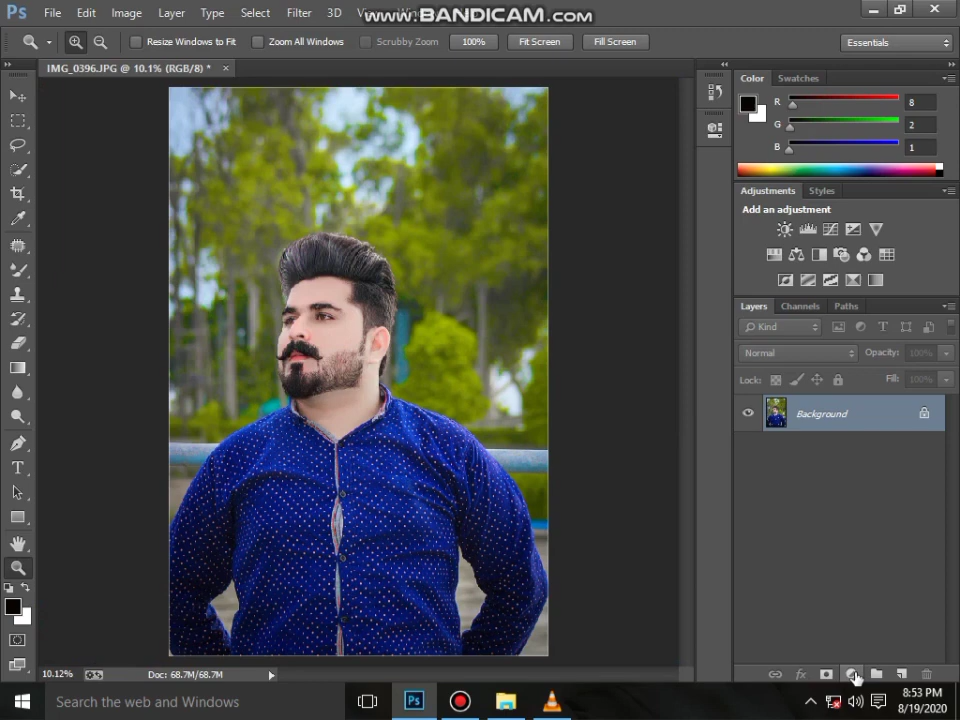 www.BANDICAM.com
Ps File Edit Image Layer Type Select Filter 3D
Resize Windows to Fit Zoom All Windows Scrubby Zoom 100% Fit Screen Fill Screen Essentials
IMG_0396.JPG @ 10.1% (RGB/8) * ×
Color Swatches
R 8
G 2
B 1
Adjustments Styles
Add an adjustment
Layers Channels Paths
Kind
Normal Opacity: 100%
Lock: Fill: 100%
Background
10.12% Doc: 68.7M/68.7M
Search the web and Windows
Ps
8:53 PM
8/19/2020